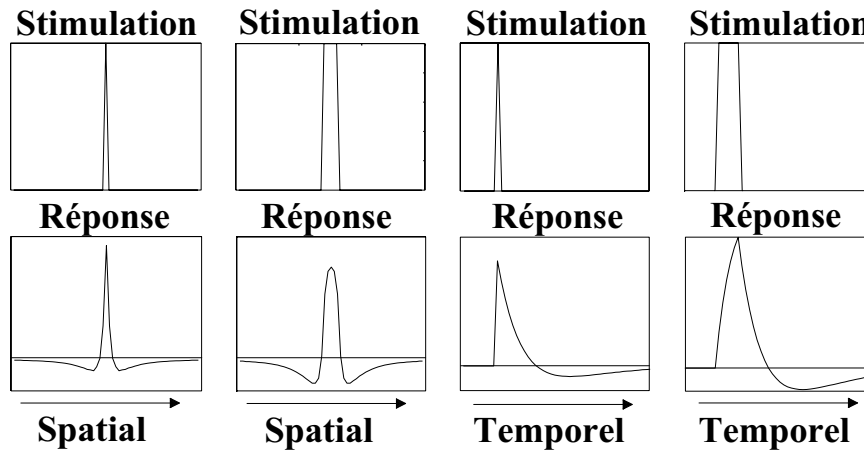 Stimulation Stimulation Stimulation Stimulation
Réponse Réponse Réponse Réponse
Spatial Spatial Temporel Temporel